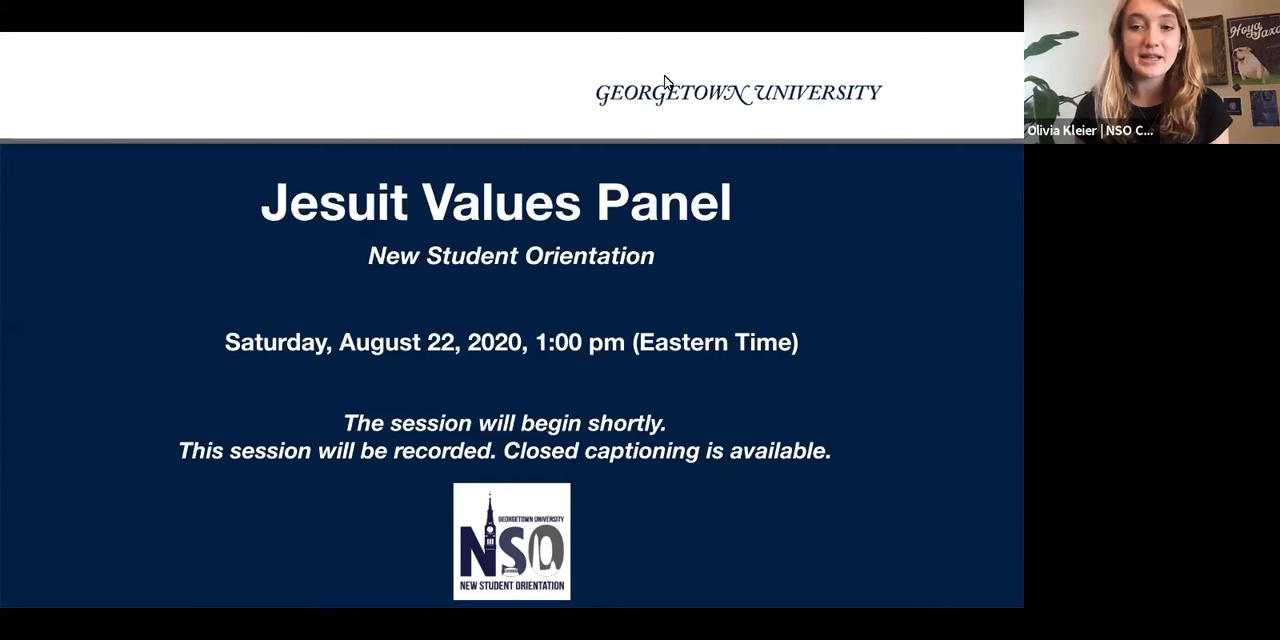 GEORGETOWN UNIVERSITY
Jesuit Values Panel
New Student Orientation
Saturday, August 22, 2020, 1:00 pm (Eastern Time)
The session will begin shortly.
This session will be recorded. Closed captioning is available.
GEORGETOWN UNIVERSITY
NSO
NEW STUDENT ORIENTATION
Hoya
Olivia Kleier | NSO C...